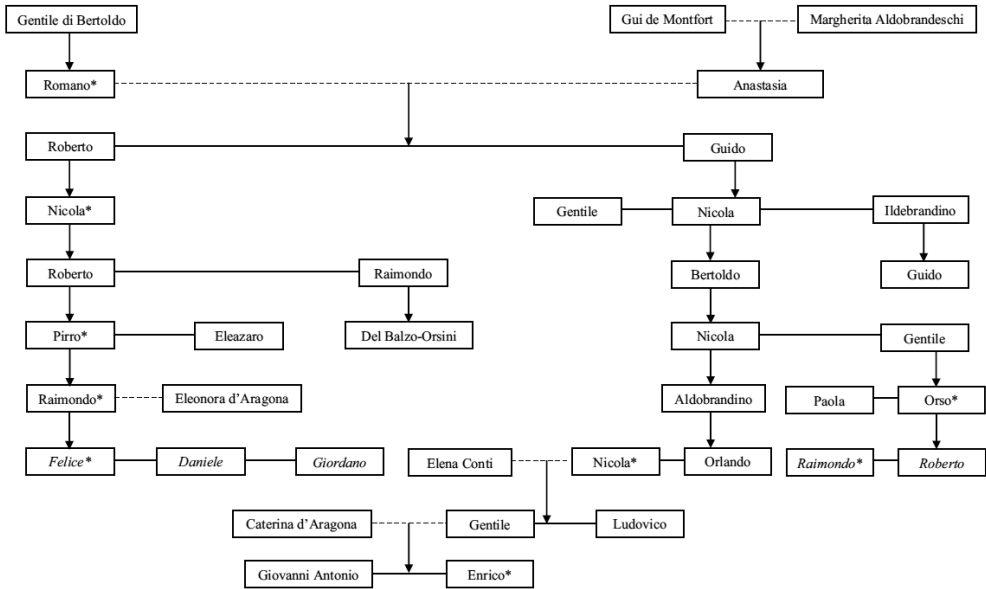 Gentile di Bertoldo
Gui de Montfort
Margherita Aldobrandeschi
Romano*
Anastasia
Roberto
Guido
Nicola*
Gentile
Nicola
Ildebrandino
Roberto
Raimondo
Bertoldo
Guido
Pirro*
Eleazaro
Del Balzo-Orsini
Nicola
Gentile
Raimondo*
Eleonora d'Aragona
Aldobrandino
Paola
Orso*
Felice*
Daniele
Giordano
Elena Conti
Nicola*
Orlando
Raimondo*
Roberto
Caterina d'Aragona
Gentile
Ludovico
Giovanni Antonio
Enrico*